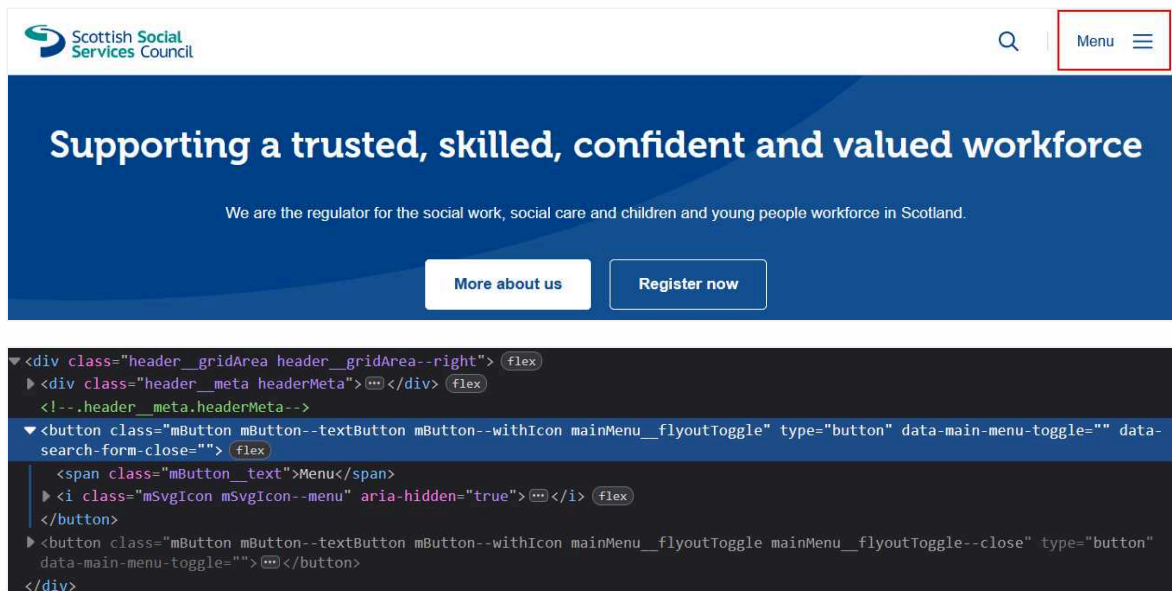 Scottish Social
Services Council
Menu
Supporting a trusted, skilled, confident and valued workforce
We are the regulator for the social work, social care and children and young people workforce in Scotland.
More about us
Register now
<div class="header__gridArea header__gridArea--right"> flex
<div class="header__meta headerMeta"> ⋯ </div> flex
<!--.header__meta.headerMeta-->
<button class="mButton mButton--textButton mButton--withIcon mainMenu__flyoutToggle" type="button" data-main-menu-toggle="" data-
search-form-close=""> flex
<span class="mButton__text">Menu</span>
<i class="mSvgIcon mSvgIcon--menu" aria-hidden="true"> ⋯ </i> flex
</button>
<button class="mButton mButton--textButton mButton--withIcon mainMenu__flyoutToggle mainMenu__flyoutToggle--close" type="button"
data-main-menu-toggle=""> ⋯ </button>
</div>